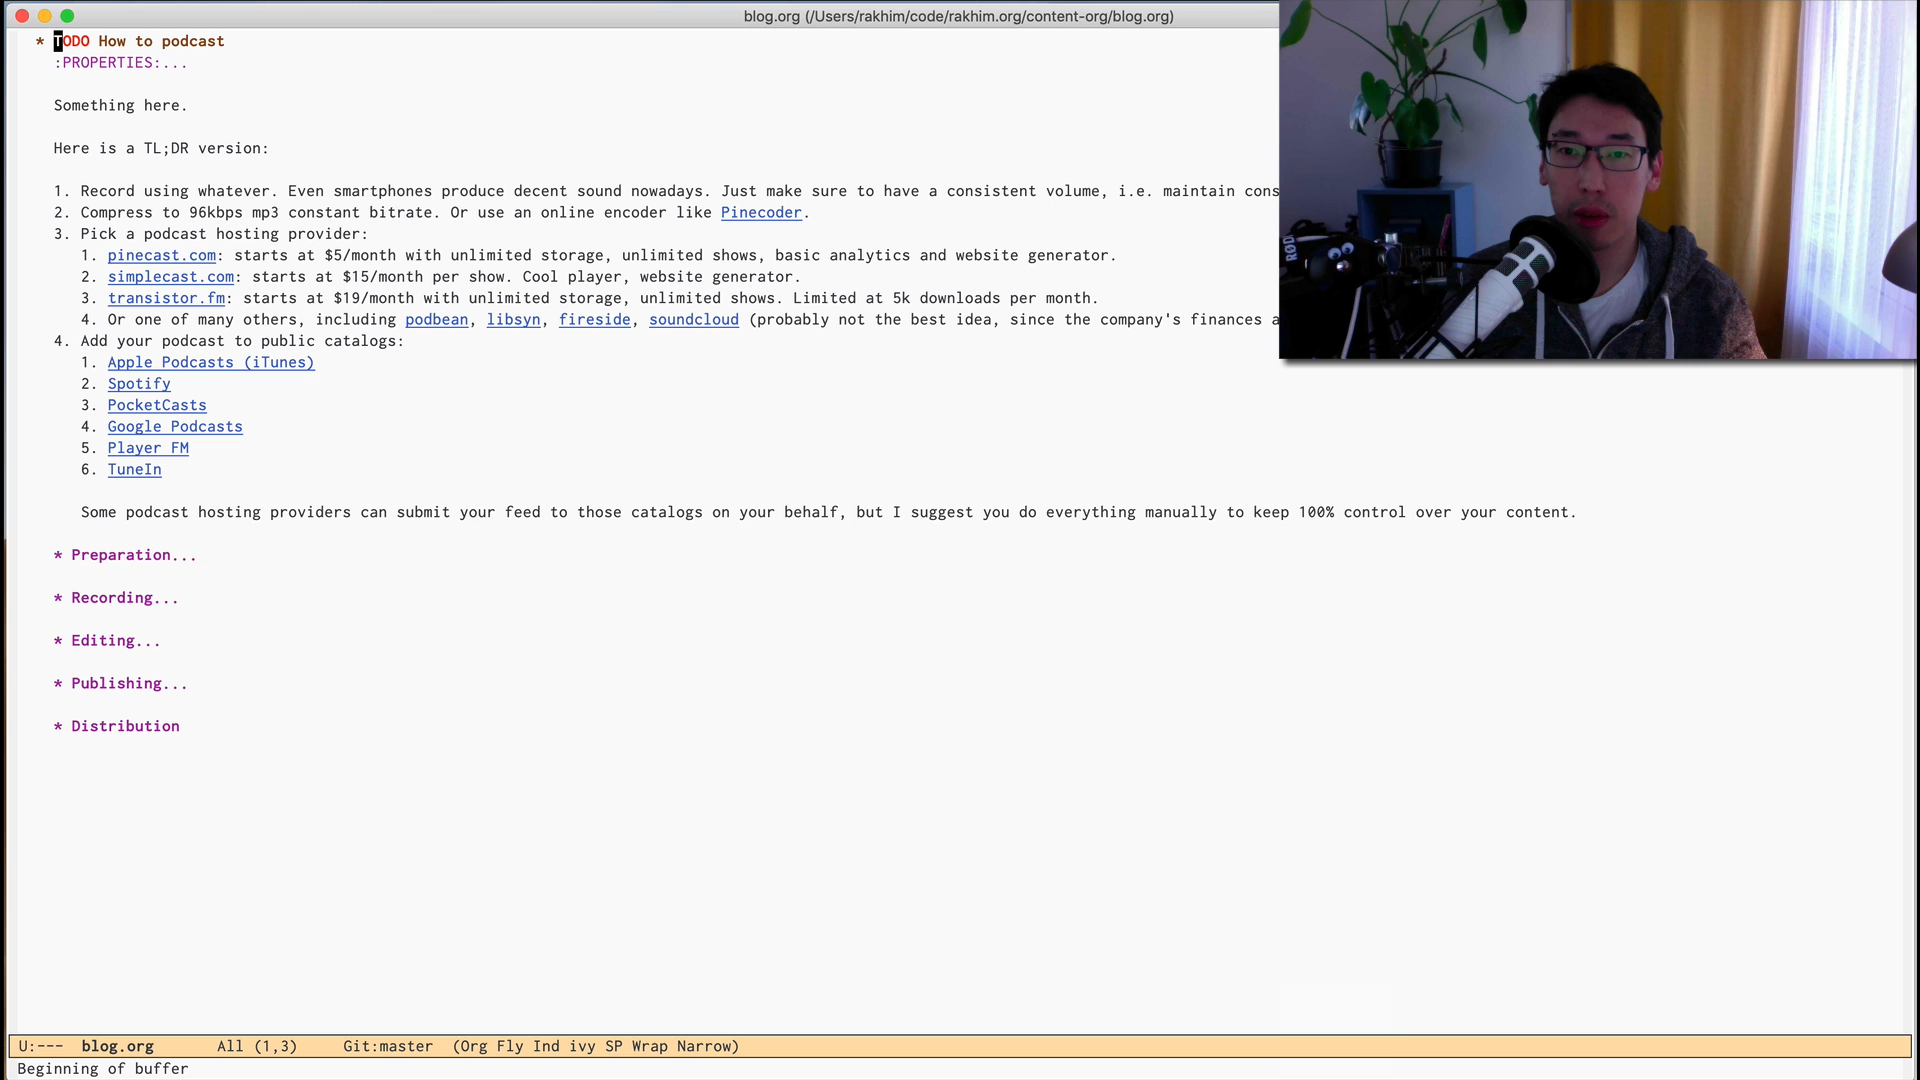 blog.org (/Users/rakhim/code/rakhim.org/content-org/blog.org)
* TODO How to podcast
:PROPERTIES:...
Something here.
Here is a TL;DR version:
1. Record using whatever. Even smartphones produce decent sound nowadays. Just make sure to have a consistent volume, i.e. maintain cons
2. Compress to 96kbps mp3 constant bitrate. Or use an online encoder like Pinecoder.
3. Pick a podcast hosting provider:
1. pinecast.com: starts at $5/month with unlimited storage, unlimited shows, basic analytics and website generator.
2. simplecast.com: starts at $15/month per show. Cool player, website generator.
3. transistor.fm: starts at $19/month with unlimited storage, unlimited shows. Limited at 5k downloads per month.
4. Or one of many others, including podbean, libsyn, fireside, soundcloud (probably not the best idea, since the company's finances a
4. Add your podcast to public catalogs:
1. Apple Podcasts (iTunes)
2. Spotify
3. PocketCasts
4. Google Podcasts
5. Player FM
6. TuneIn
Some podcast hosting providers can submit your feed to those catalogs on your behalf, but I suggest you do everything manually to keep 100% control over your content.
* Preparation...
* Recording...
* Editing...
* Publishing...
* Distribution
RØD
U:--- blog.org All (1,3) Git:master (Org Fly Ind ivy SP Wrap Narrow)
Beginning of buffer